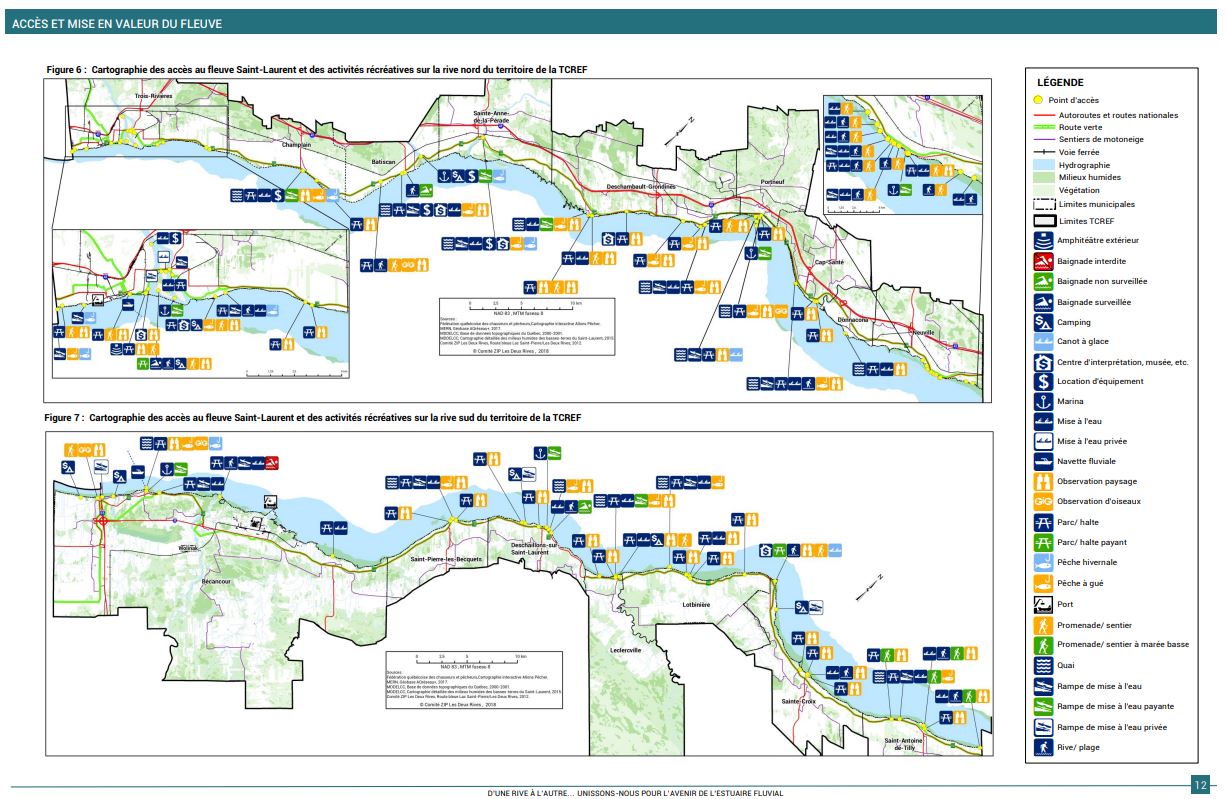 ACCÈS ET MISE EN VALEUR DU FLEUVE
Figure 6 : Cartographie des accès au fleuve Saint-Laurent et des activités récréatives sur la rive nord du territoire de la TCREF
Trois-Rivières
Champlain
Batiscan
Sainte-Anne-
de-la-Pérade
Deschambault-Grondines
Portneuf
Cap-Santé
Donnacona
Neuville
0 2,5 5 10 km
NAD 83, MTM fuseau 8
Sources :
Fédération québécoise des chasseurs et pêcheurs, Cartographie interactive Allons Pêcher,
MERN, Géobase AQréseau+, 2017.
MDDELCC, Base de données topographiques du Québec, 2000-2001.
MDDELCC, Cartographie détaillée des milieux humides des basses-terres du Saint-Laurent, 2015.
Comité ZIP Les Deux Rives, Route bleue Lac Saint-Pierre/Les Deux Rives, 2012.
© Comité ZIP Les Deux Rives, 2018
Figure 7 : Cartographie des accès au fleuve Saint-Laurent et des activités récréatives sur la rive sud du territoire de la TCREF
Wôlinak
Bécancour
Saint-Pierre-les-Becquets
Deschaillons-sur-
Saint-Laurent
Leclercville
Lotbinière
Sainte-Croix
Saint-Antoine
de-Tilly
0 2,5 5 10 km
NAD 83, MTM fuseau 8
Sources :
Fédération québécoise des chasseurs et pêcheurs, Cartographie interactive Allons Pêcher,
MERN, Géobase AQréseau+, 2017.
MDDELCC, Base de données topographiques du Québec, 2000-2001.
MDDELCC, Cartographie détaillée des milieux humides des basses-terres du Saint-Laurent, 2015.
Comité ZIP Les Deux Rives, Route bleue Lac Saint-Pierre/Les Deux Rives, 2012.
© Comité ZIP Les Deux Rives, 2018
LÉGENDE
Point d'accès
Autoroutes et routes nationales
Route verte
Sentiers de motoneige
Voie ferrée
Hydrographie
Milieux humides
Végétation
Limites municipales
Limites TCREF
Amphitéâtre extérieur
Baignade interdite
Baignade non surveillée
Baignade surveillée
Camping
Canot à glace
Centre d'interprétation, musée, etc.
Location d'équipement
Marina
Mise à l'eau
Mise à l'eau privée
Navette fluviale
Observation paysage
Observation d'oiseaux
Parc/ halte
Parc/ halte payant
Pêche hivernale
Pêche à gué
Port
Promenade/ sentier
Promenade/ sentier à marée basse
Quai
Rampe de mise à l'eau
Rampe de mise à l'eau payante
Rampe de mise à l'eau privée
Rive/ plage
D'UNE RIVE À L'AUTRE... UNISSONS-NOUS POUR L'AVENIR DE L'ESTUAIRE FLUVIAL
12